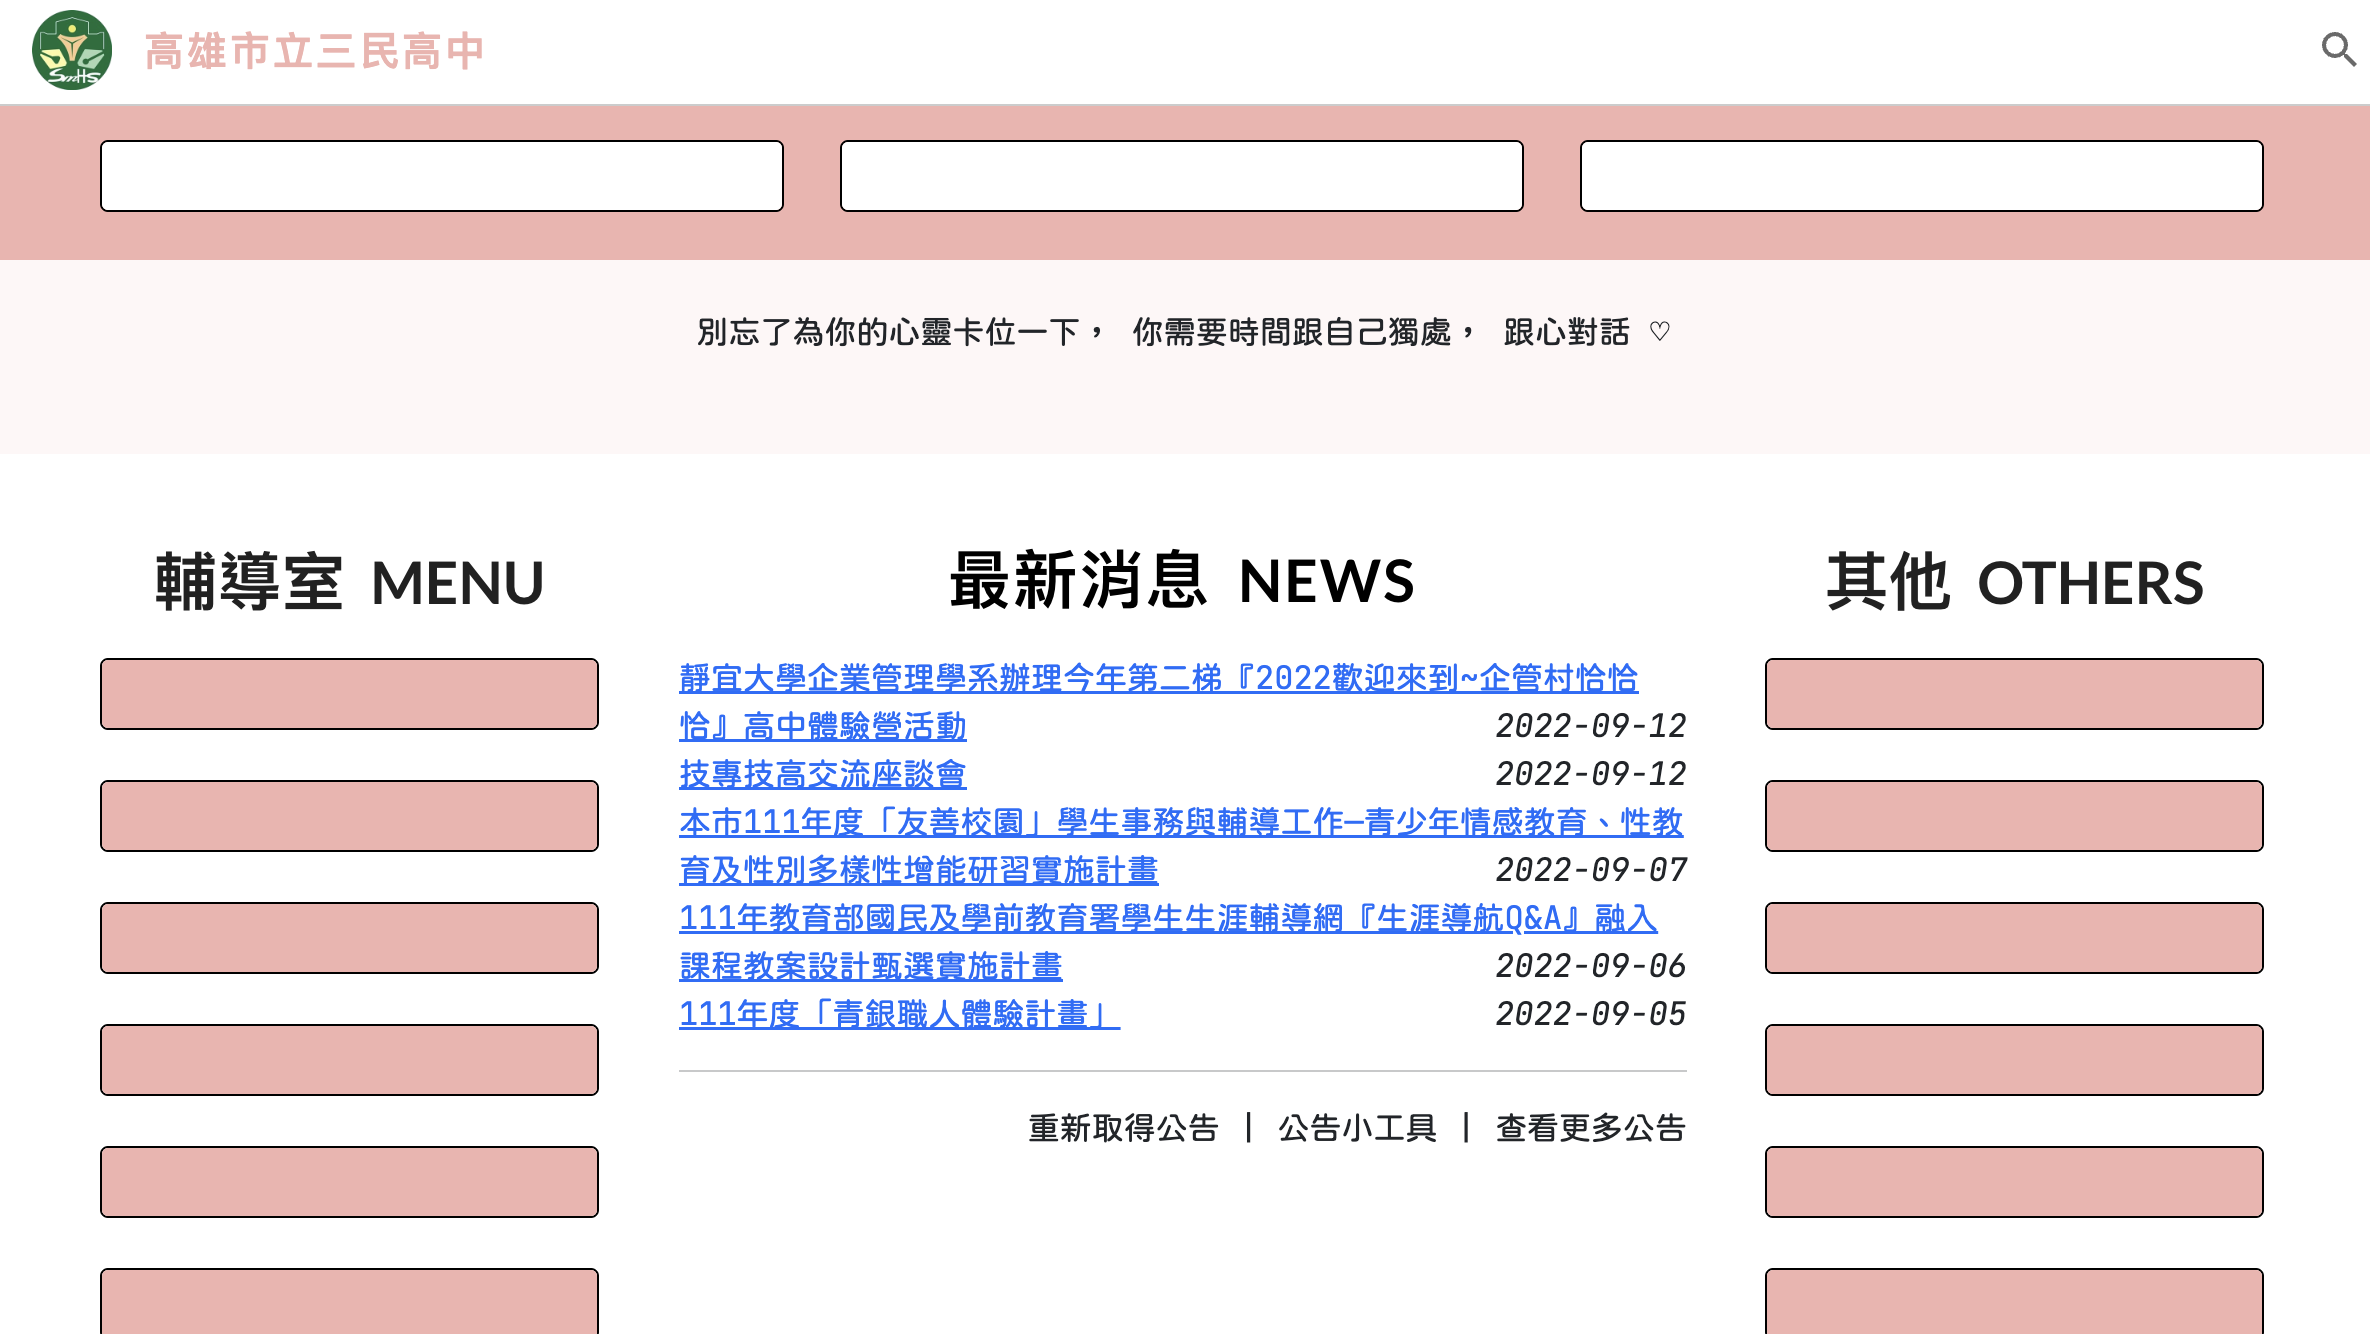 SmHS
高雄市立三民高中
別忘了為你的心靈卡位一下， 你需要時間跟自己獨處， 跟心對話 ♡
輔導室 MENU
最新消息 NEWS
靜宜大學企業管理學系辦理今年第二梯『2022歡迎來到~企管村恰恰
恰』高中體驗營活動 2022-09-12
技專技高交流座談會 2022-09-12
本市111年度「友善校園」學生事務與輔導工作—青少年情感教育、性教
育及性別多樣性增能研習實施計畫 2022-09-07
111年教育部國民及學前教育署學生生涯輔導網『生涯導航Q&A』融入
課程教案設計甄選實施計畫 2022-09-06
111年度「青銀職人體驗計畫」 2022-09-05
重新取得公告 | 公告小工具 | 查看更多公告
其他 OTHERS